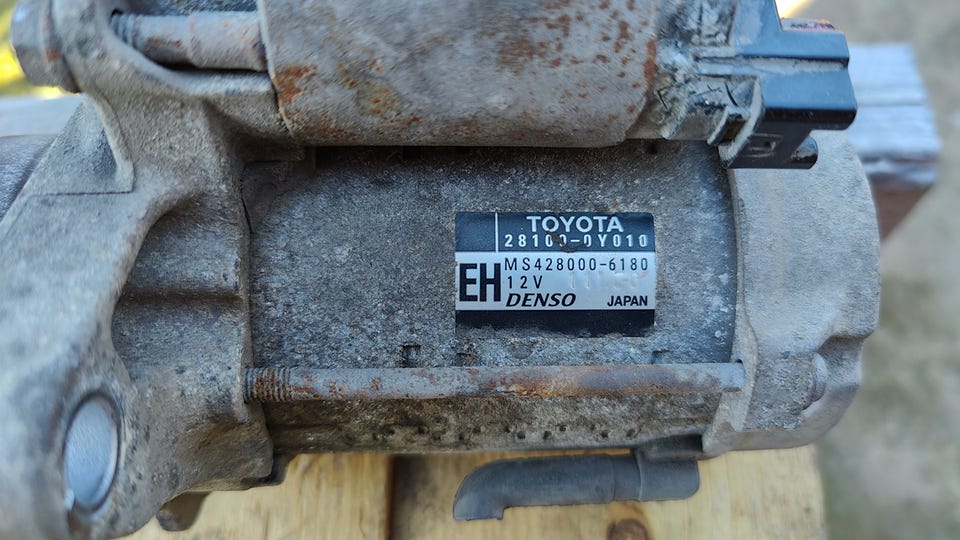 TOYOTA
28100-0Y010
EH
MS428000-6180
12V
DENSO JAPAN